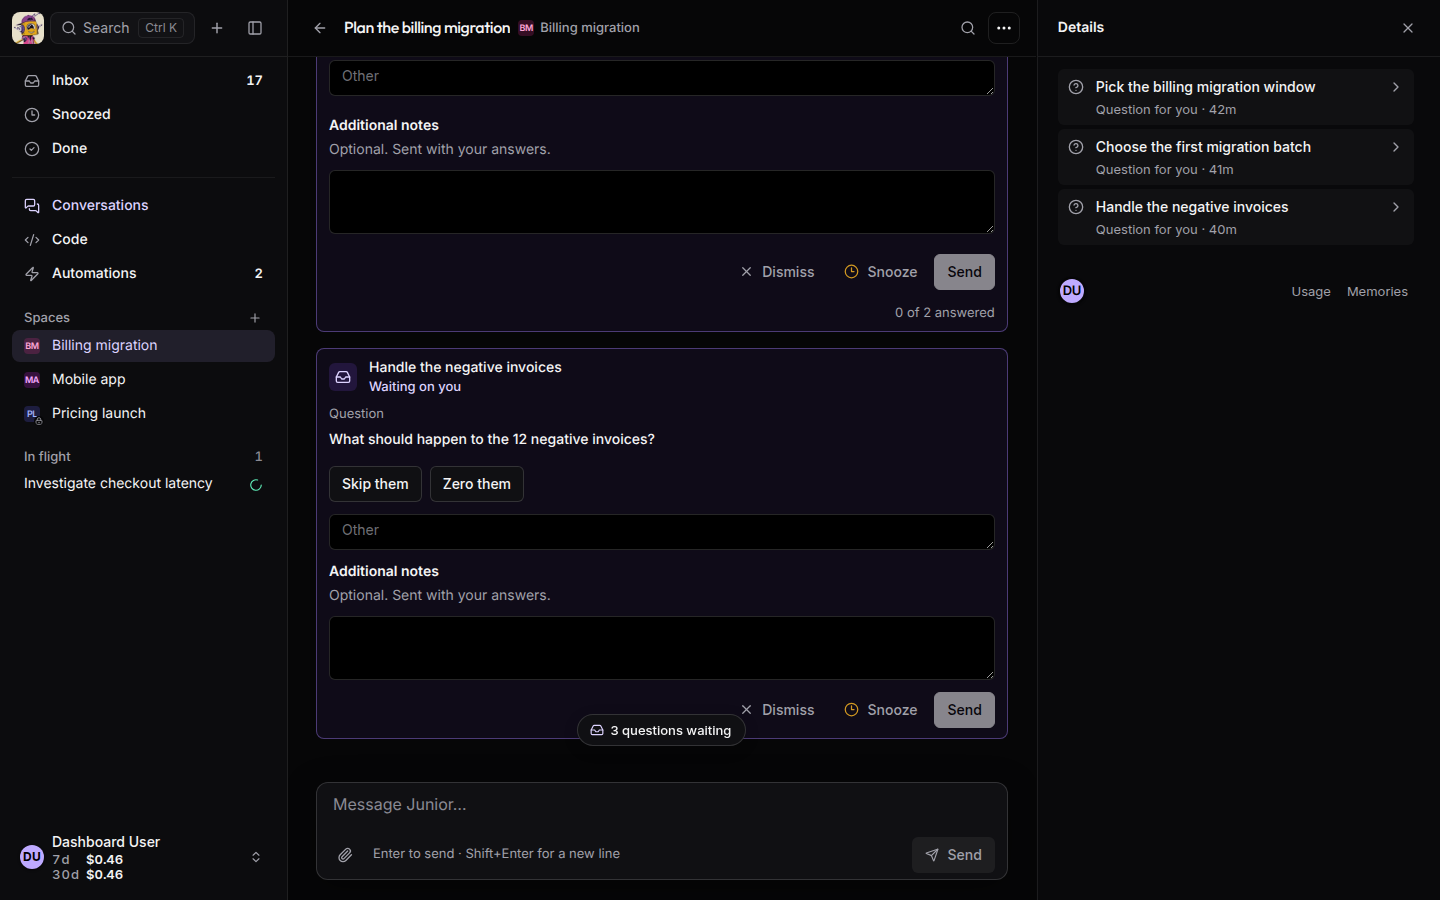 Search Ctrl K
Inbox 17
Snoozed
Done
Conversations
Code
Automations 2
Spaces
BM Billing migration
MA Mobile app
PL Pricing launch
In flight 1
Investigate checkout latency
DU Dashboard User
7d $0.46
30d $0.46
Plan the billing migration BM Billing migration
Other
Additional notes
Optional. Sent with your answers.
Dismiss Snooze Send
0 of 2 answered
Handle the negative invoices
Waiting on you
Question
What should happen to the 12 negative invoices?
Skip them Zero them
Other
Additional notes
Optional. Sent with your answers.
Dismiss Snooze Send
3 questions waiting
Message Junior...
Enter to send · Shift+Enter for a new line Send
Details
Pick the billing migration window
Question for you · 42m
Choose the first migration batch
Question for you · 41m
Handle the negative invoices
Question for you · 40m
DU Usage Memories